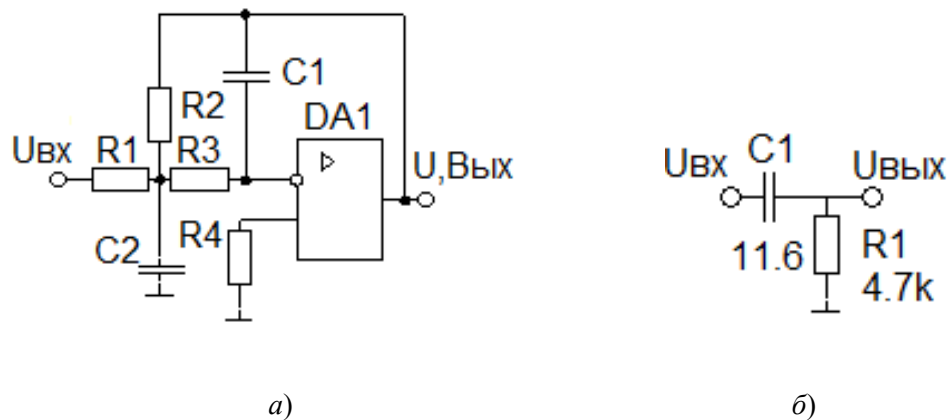 а)
C1
R2
DA1
Uвх
R1
R3
U,Вых
R4
C2
а)
Uвх
C1
Uвых
11.6
R1
4.7k
б)